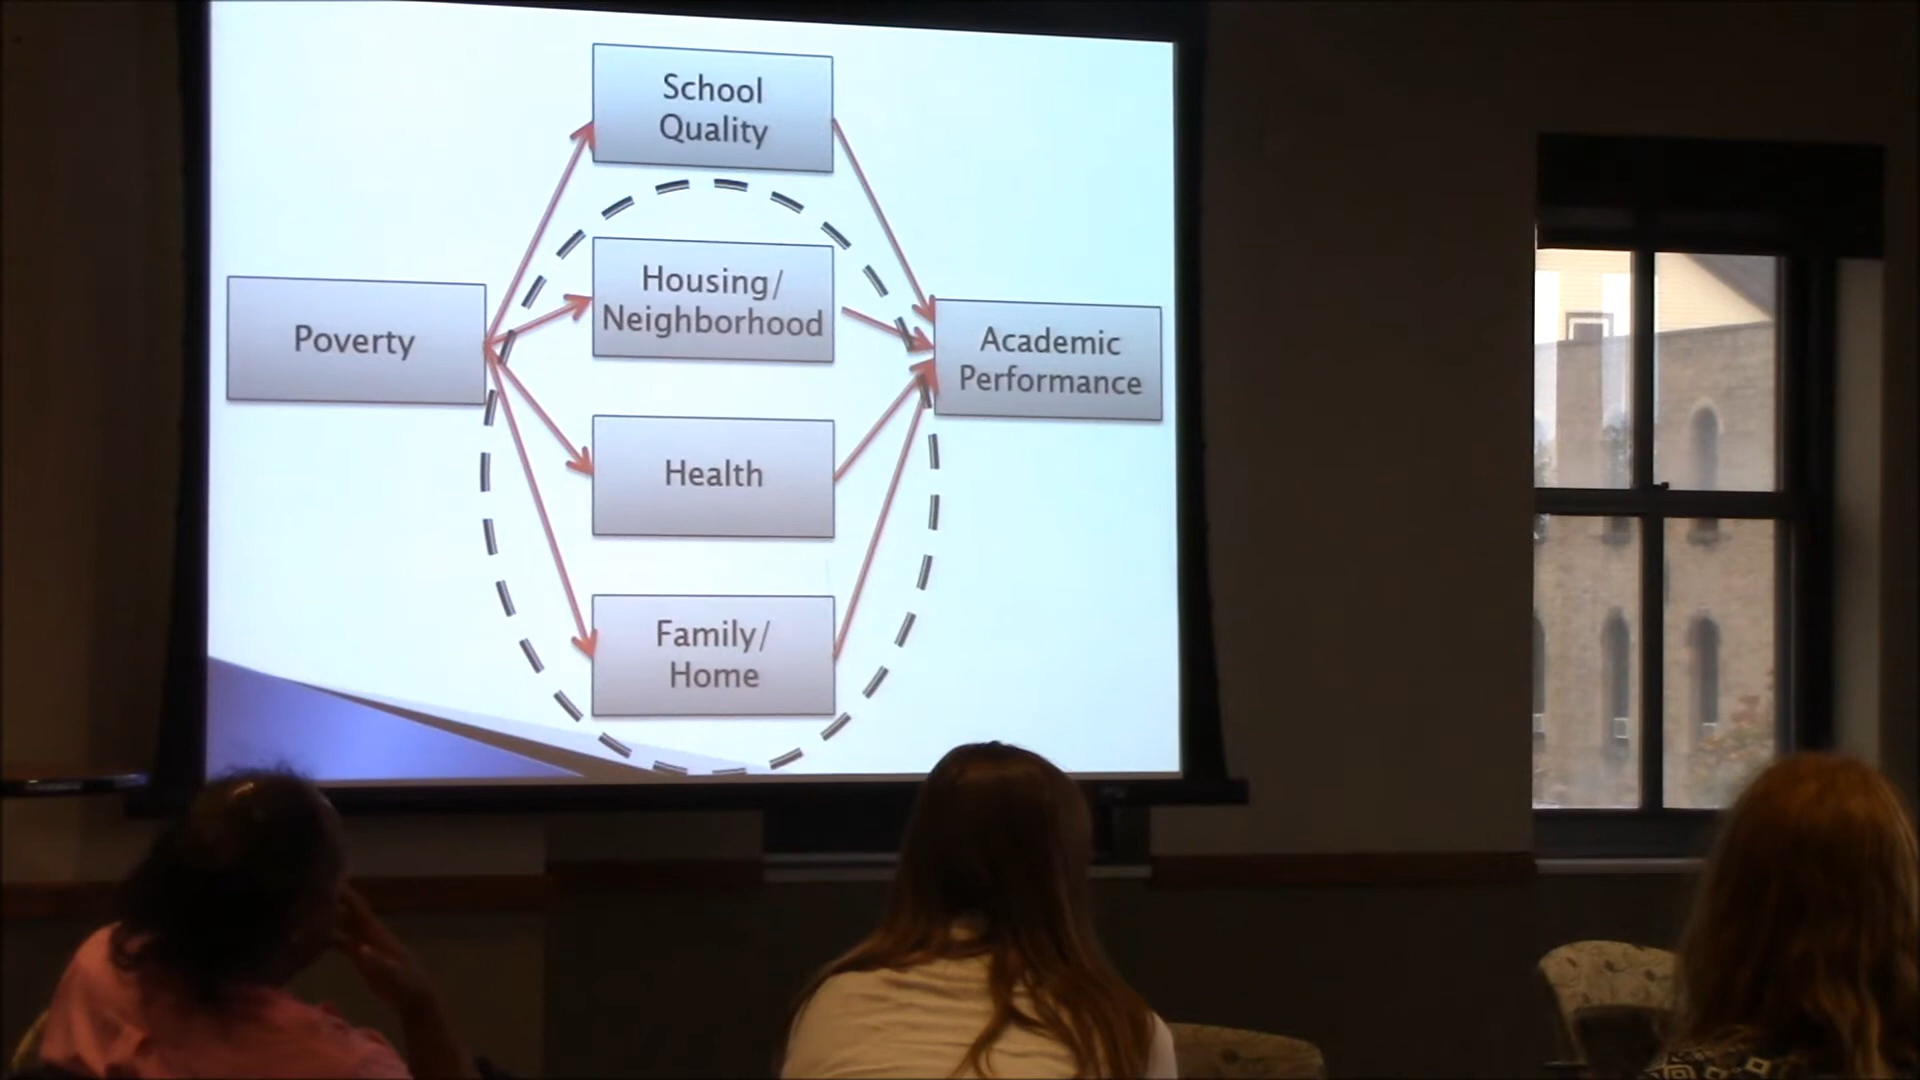 School
Quality
Housing/
Neighborhood
Poverty
Academic
Performance
Health
Family/
Home